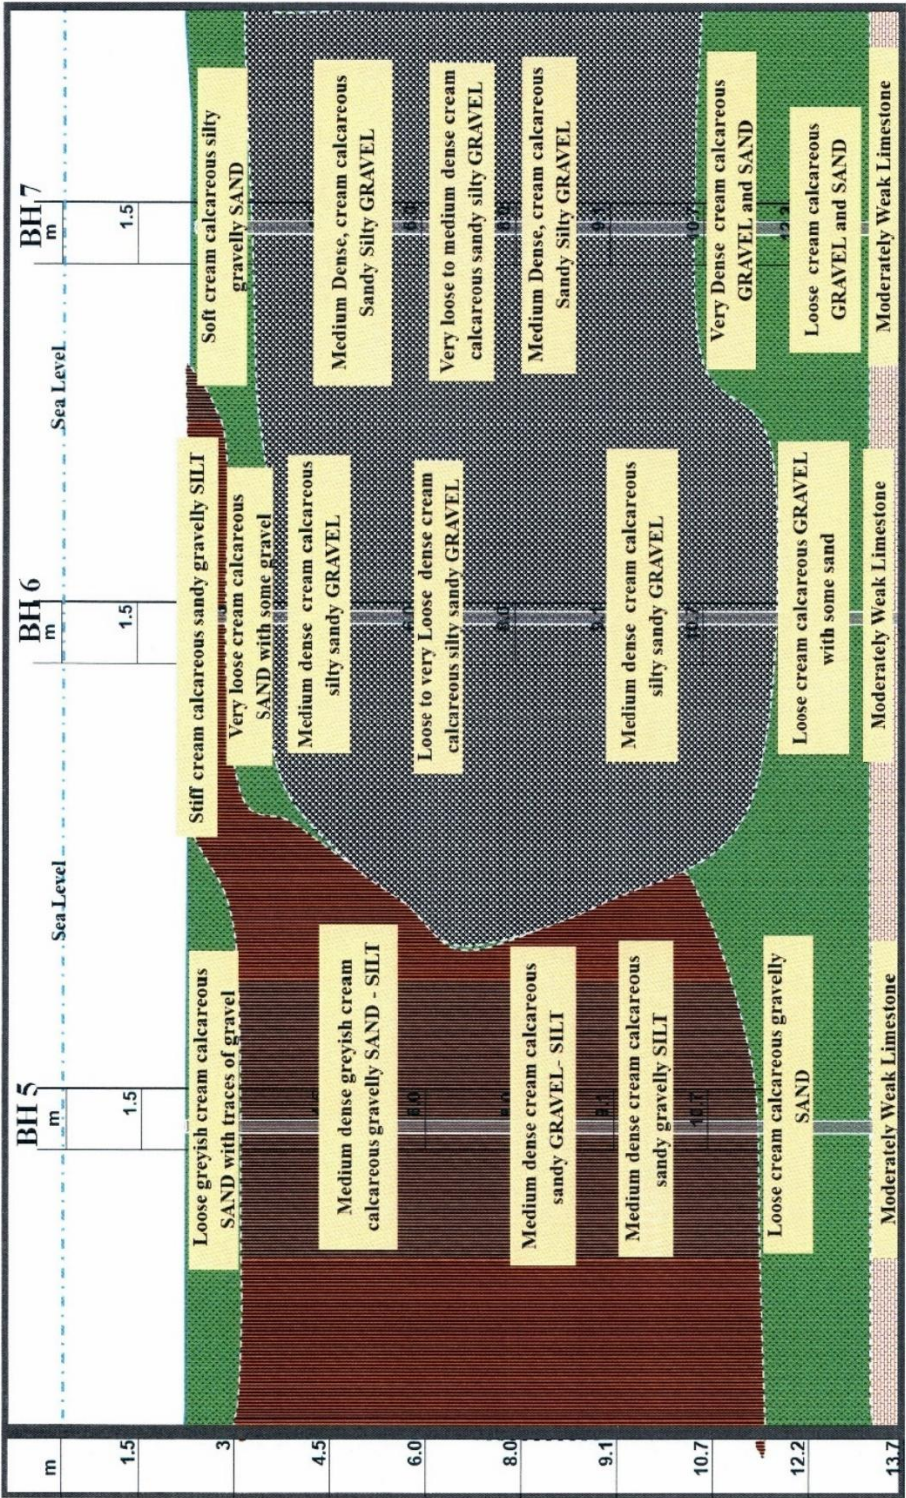 BH 5
BH 6
BH 7
m
m
m
Sea Level
Sea Level
1.5
1.5
1.5
Loose greyish cream calcareous
SAND with traces of gravel
Medium dense greyish cream
calcareous gravelly SAND - SILT
6.0
Medium dense cream calcareous
sandy GRAVEL- SILT
9.1
Medium dense cream calcareous
sandy gravelly SILT
10.7
Loose cream calcareous gravelly
SAND
Moderately Weak Limestone
Stiff cream calcareous sandy gravelly SILT
Very loose cream calcareous
SAND with some gravel
Medium dense cream calcareous
silty sandy GRAVEL
Loose to very Loose dense cream
calcareous silty sandy GRAVEL
8.0
9.1
Medium dense cream calcareous
silty sandy GRAVEL
10.7
Loose cream calcareous GRAVEL
with some sand
Moderately Weak Limestone
Soft cream calcareous silty
gravelly SAND
Medium Dense, cream calcareous
Sandy Silty GRAVEL
Very loose to medium dense cream
calcareous sandy silty GRAVEL
Medium Dense, cream calcareous
Sandy Silty GRAVEL
Very Dense cream calcareous
GRAVEL and SAND
Loose cream calcareous
GRAVEL and SAND
Moderately Weak Limestone
m
1.5
3
4.5
6.0
8.0
9.1
10.7
12.2
13.7